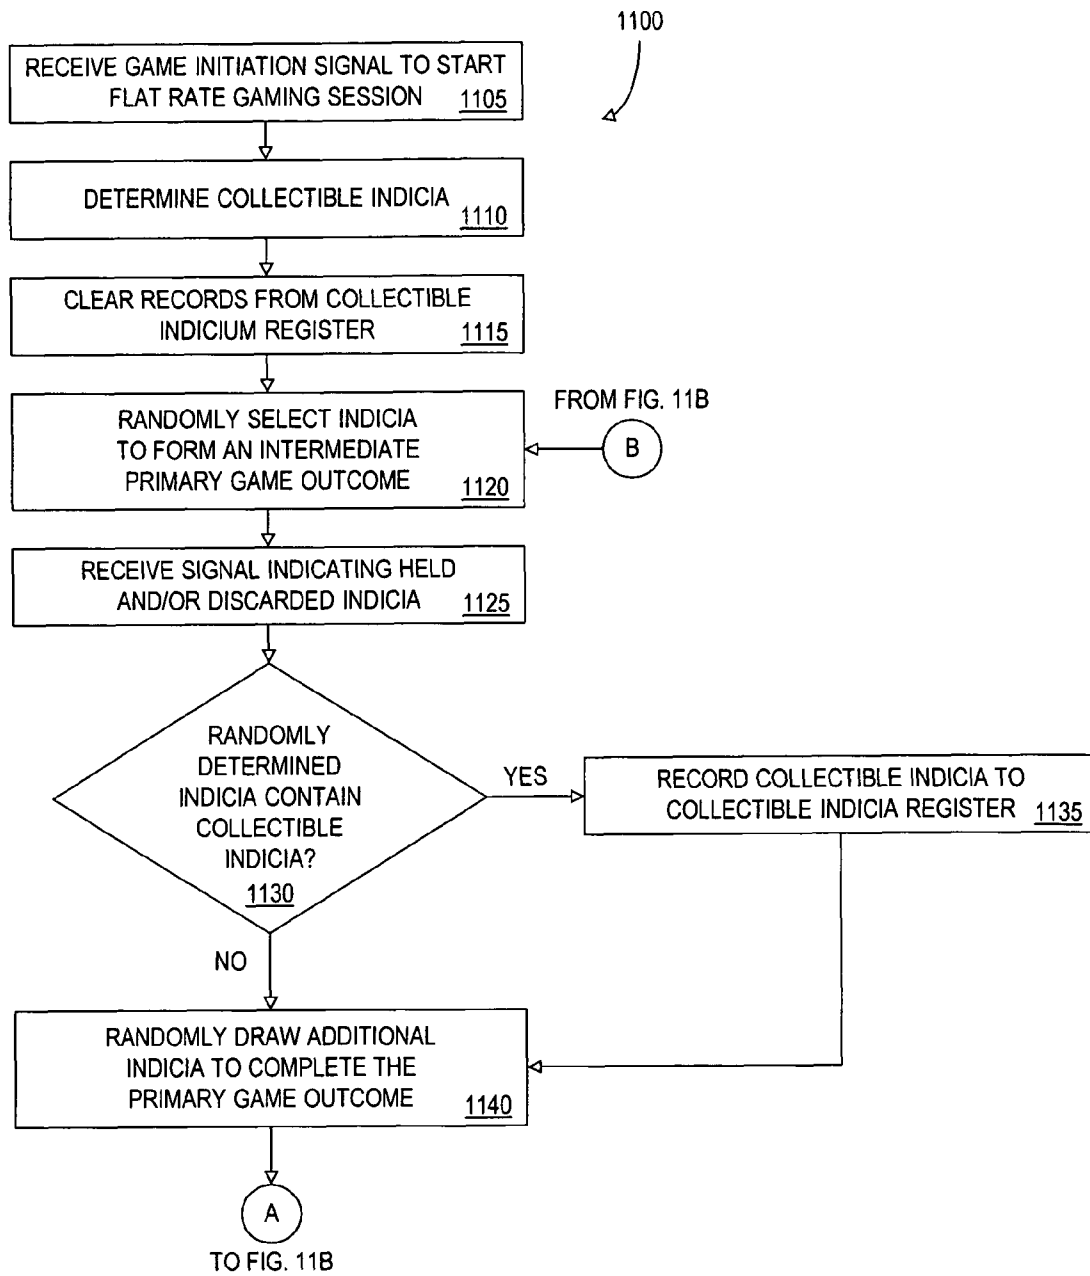 1100
RECEIVE GAME INITIATION SIGNAL TO START
FLAT RATE GAMING SESSION
1105
DETERMINE COLLECTIBLE INDICIA
1110
CLEAR RECORDS FROM COLLECTIBLE
INDICIUM REGISTER
1115
FROM FIG. 11B
B
RANDOMLY SELECT INDICIA
TO FORM AN INTERMEDIATE
PRIMARY GAME OUTCOME
1120
RECEIVE SIGNAL INDICATING HELD
AND/OR DISCARDED INDICIA
1125
RANDOMLY
DETERMINED
INDICIA CONTAIN
COLLECTIBLE
INDICIA?
1130
YES
RECORD COLLECTIBLE INDICIA TO
COLLECTIBLE INDICIA REGISTER
1135
NO
RANDOMLY DRAW ADDITIONAL
INDICIA TO COMPLETE THE
PRIMARY GAME OUTCOME
1140
A
TO FIG. 11B